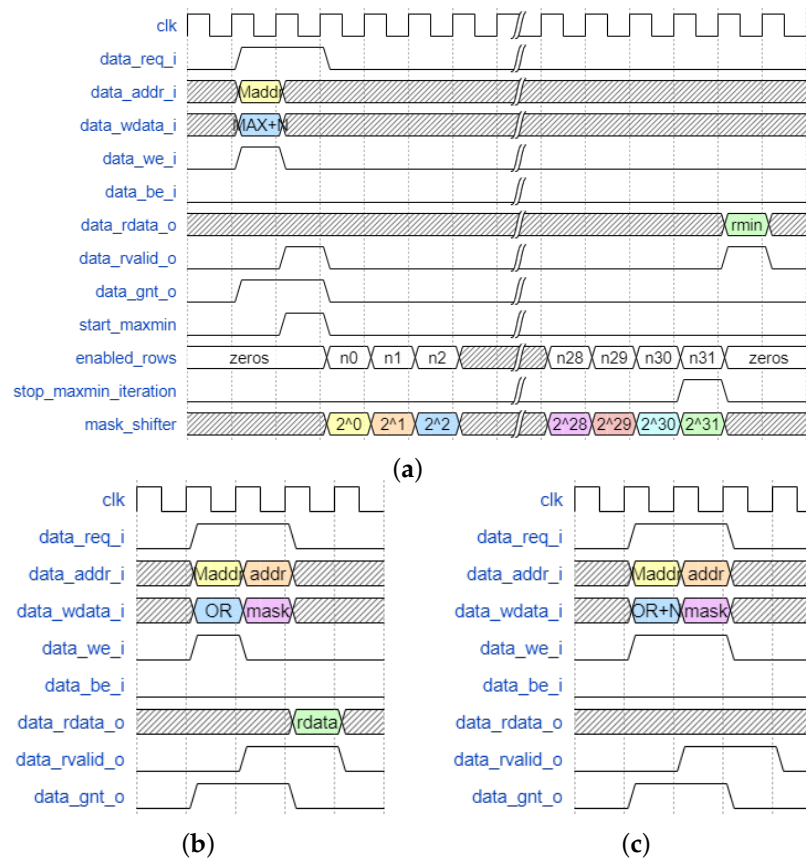 clk
data_req_i
data_addr_i Maddr
data_wdata_i MAX+N
data_we_i
data_be_i
data_rdata_o rmin
data_rvalid_o
data_gnt_o
start_maxmin
enabled_rows zeros n0 n1 n2 n28 n29 n30 n31 zeros
stop_maxmin_iteration
mask_shifter 2^0 2^1 2^2 2^28 2^29 2^30 2^31
(a)
clk
data_req_i
data_addr_i Maddr addr
data_wdata_i OR mask
data_we_i
data_be_i
data_rdata_o rdata
data_rvalid_o
data_gnt_o
(b)
clk
data_req_i
data_addr_i Maddr addr
data_wdata_i OR+N mask
data_we_i
data_be_i
data_rdata_o
data_rvalid_o
data_gnt_o
(c)